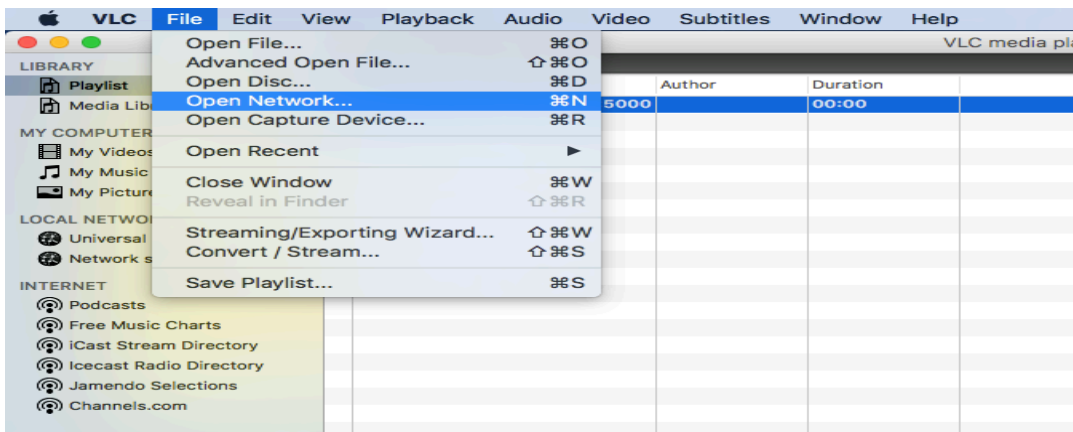 VLC File Edit View Playback Audio Video Subtitles Window Help
VLC media pla
LIBRARY
Playlist
Media Lib
MY COMPUTER
My Videos
My Music
My Picture
LOCAL NETWO
Universal
Network s
INTERNET
Podcasts
Free Music Charts
iCast Stream Directory
Icecast Radio Directory
Jamendo Selections
Channels.com
Open File... ⌘O
Advanced Open File... ⇧⌘O
Open Disc... ⌘D
Open Network... ⌘N
Open Capture Device... ⌘R
Open Recent ▶
Close Window ⌘W
Reveal in Finder ⇧⌘R
Streaming/Exporting Wizard... ⇧⌘W
Convert / Stream... ⇧⌘S
Save Playlist... ⌘S
Author Duration
5000 00:00